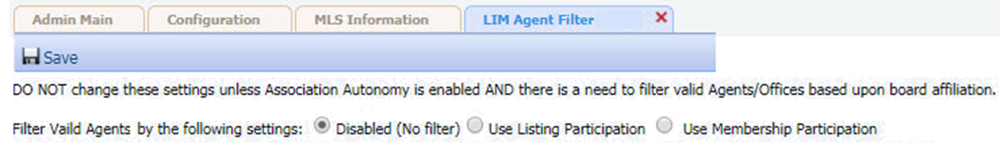 Admin Main Configuration MLS Information LIM Agent Filter
Save
DO NOT change these settings unless Association Autonomy is enabled AND there is a need to filter valid Agents/Offices based upon board affiliation.
Filter Vaild Agents by the following settings: Disabled (No filter) Use Listing Participation Use Membership Participation